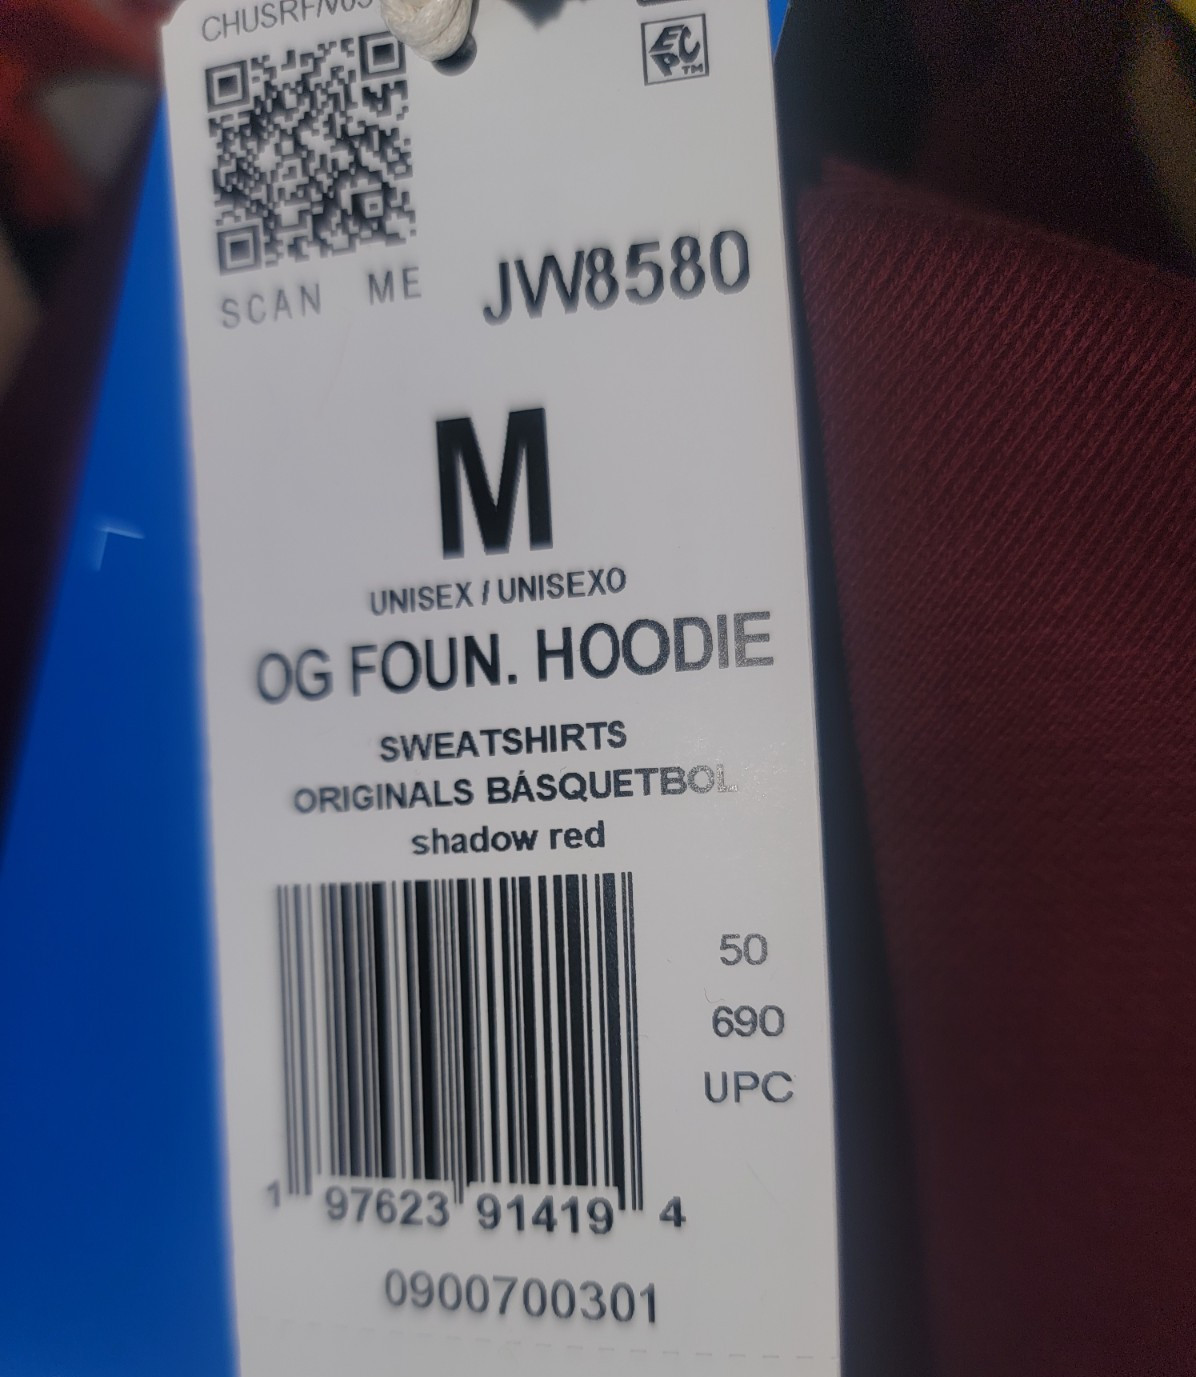 SCAN ME
JW8580
M
UNISEX / UNISEXO
OG FOUN. HOODIE
SWEATSHIRTS
ORIGINALS BÁSQUETBOL
shadow red
50
690
UPC
1 97623 91419 4
0900700301